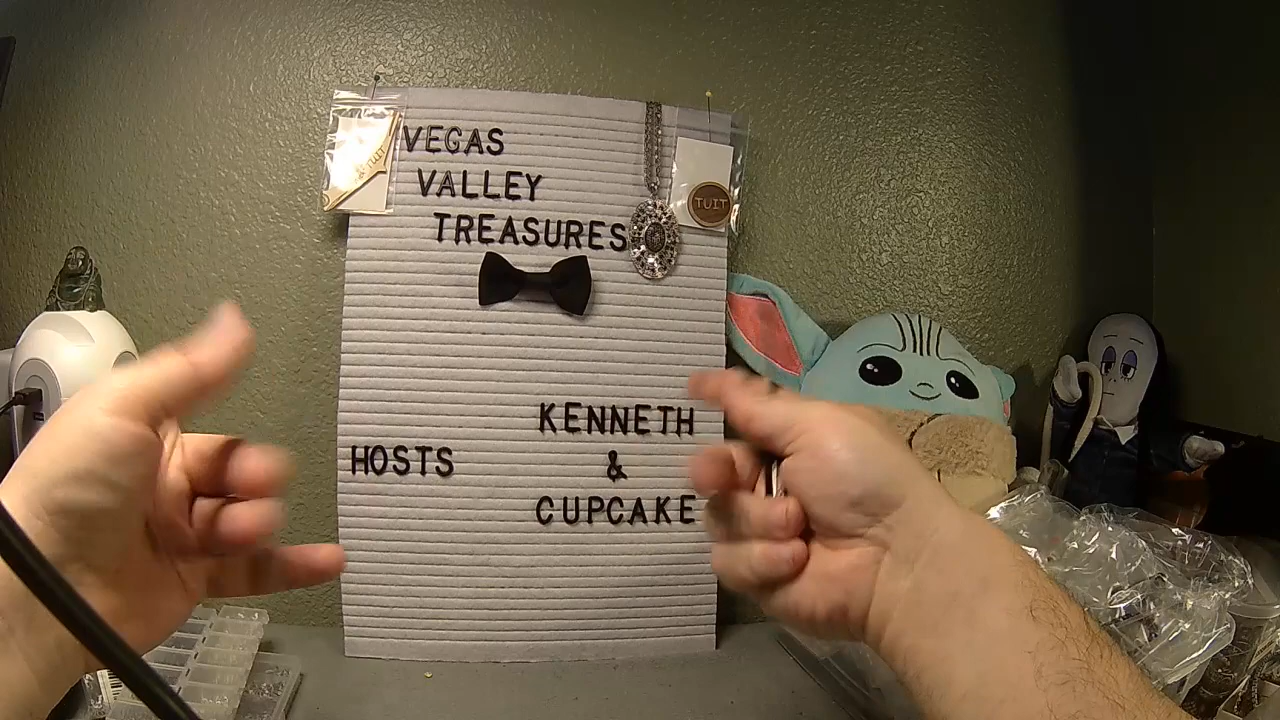 VEGAS
VALLEY
TREASURES
TUIT
TUIT
KENNETH
HOSTS &
CUPCAKE